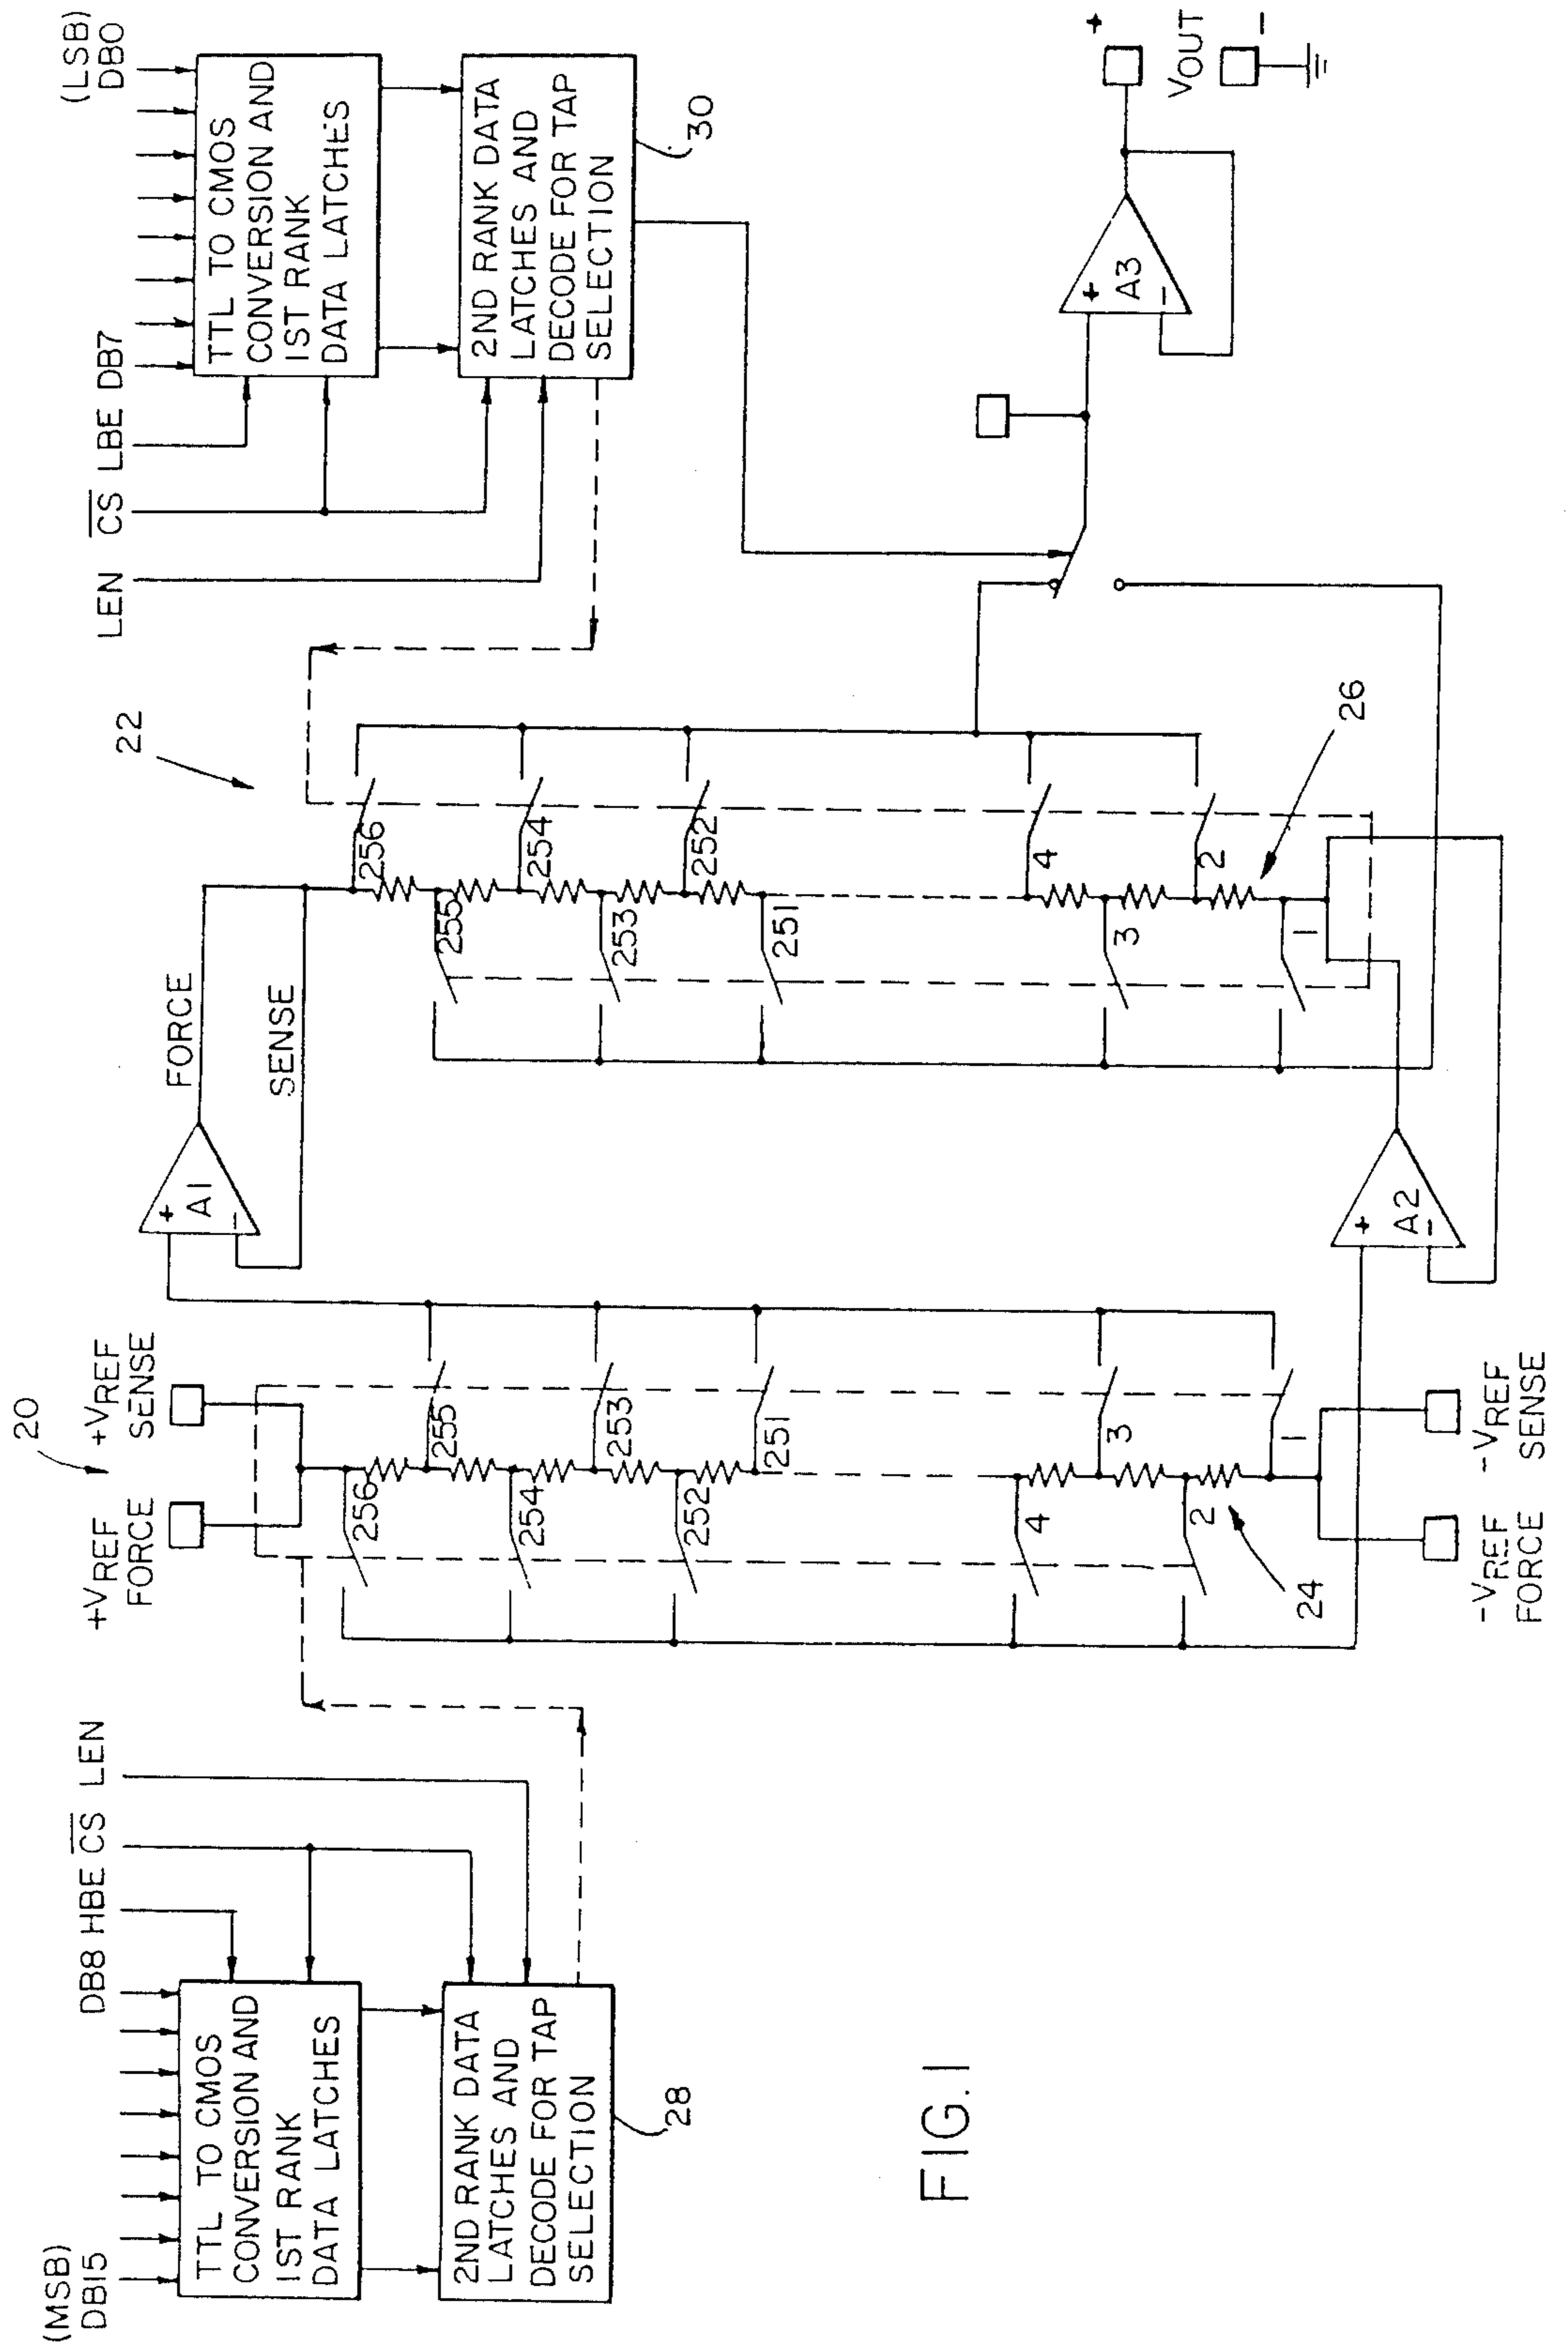 (MSB)
DB15
DB8
HBE
CS
LEN
TTL TO CMOS
CONVERSION AND
1ST RANK
DATA LATCHES
2ND RANK DATA
LATCHES AND
DECODE FOR TAP
SELECTION
28
20
+VREF
FORCE
+VREF
SENSE
256
255
254
253
252
251
4
3
2
1
24
-VREF
FORCE
-VREF
SENSE
+
A1
-
FORCE
SENSE
+
A2
-
22
256
255
254
253
252
251
4
3
2
1
26
LEN
CS
LBE
DB7
(LSB)
DB0
TTL TO CMOS
CONVERSION AND
1ST RANK
DATA LATCHES
2ND RANK DATA
LATCHES AND
DECODE FOR TAP
SELECTION
30
+
A3
-
+
VOUT
-
FIG. 1